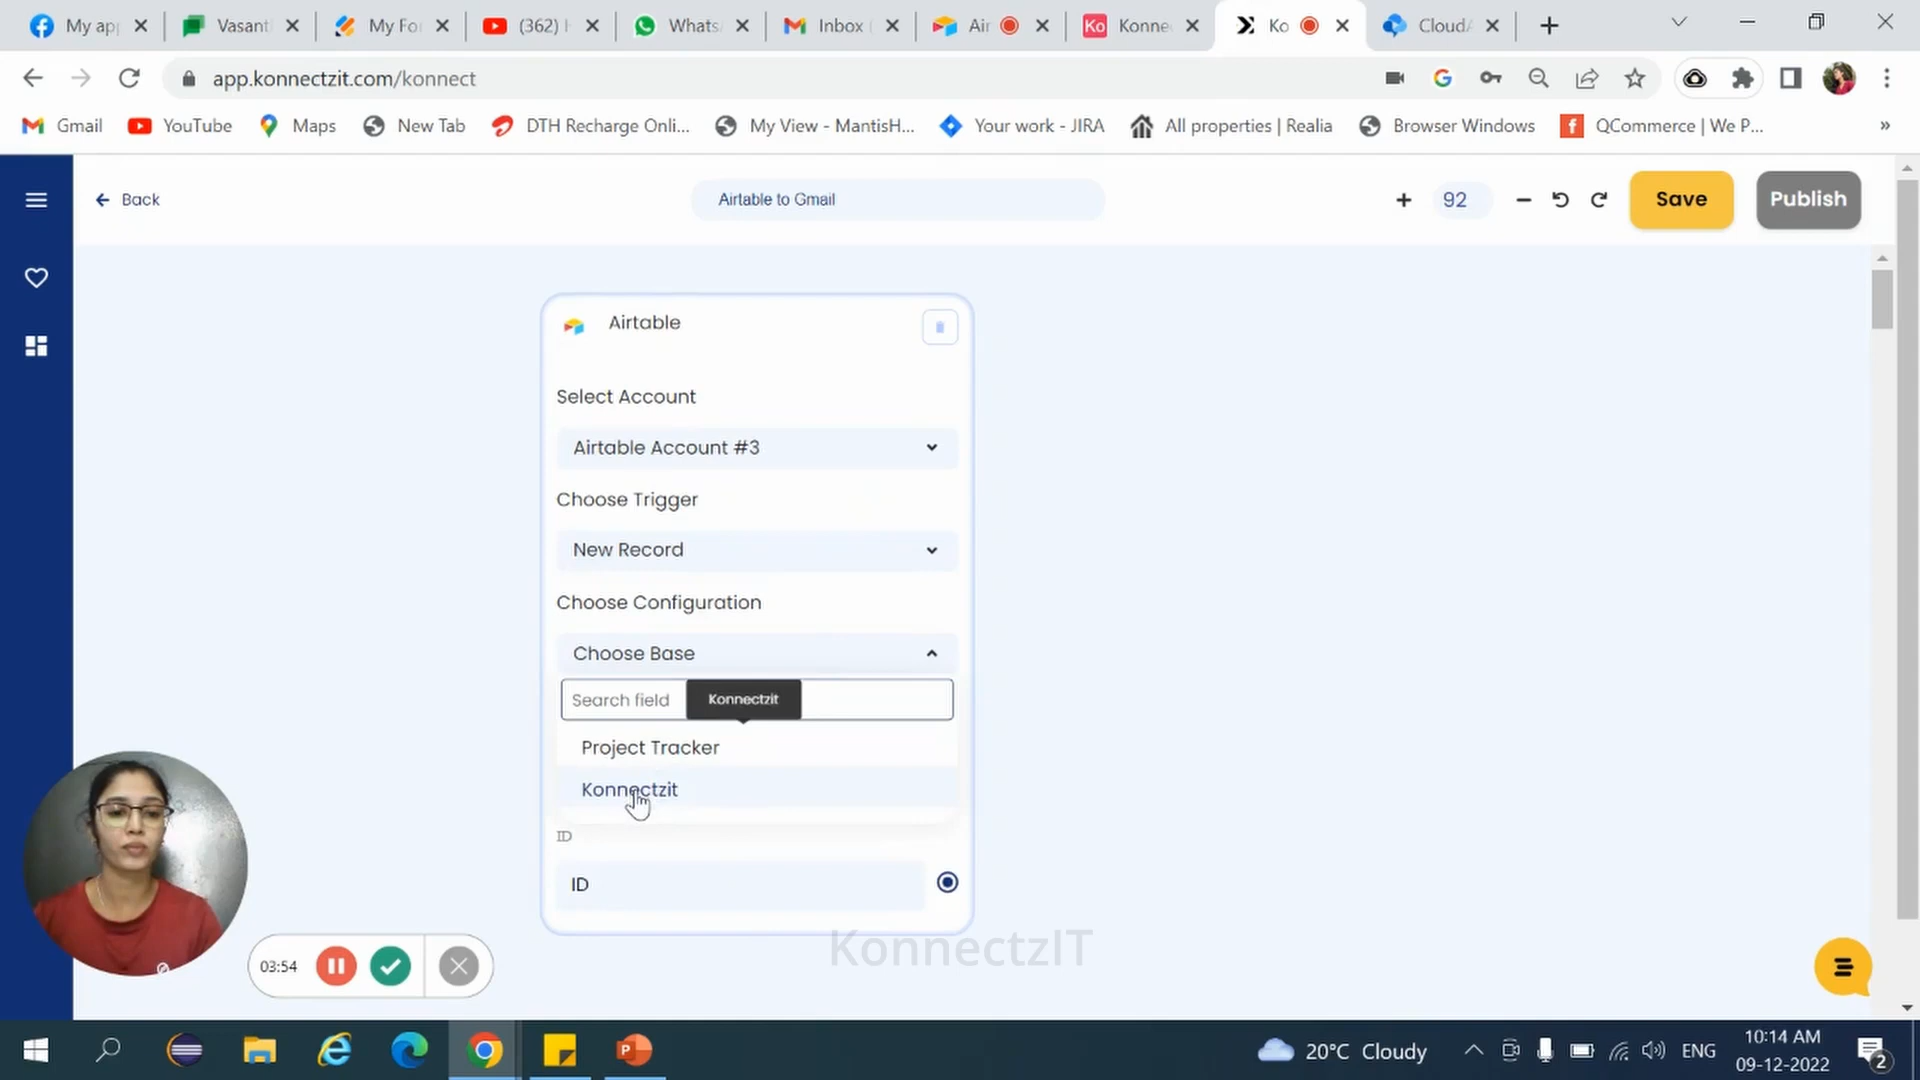 My app
Vasant
My Fo
(362) H
Whats
Inbox (
Air
Ko
Konne
Ko
Cloud
app.konnectzit.com/konnect
Gmail
YouTube
Maps
New Tab
DTH Recharge Onli...
My View - MantisH...
Your work - JIRA
All properties | Realia
Browser Windows
QCommerce | We P...
»
Back
Airtable to Gmail
92
Save
Publish
Airtable
Select Account
Airtable Account #3
Choose Trigger
New Record
Choose Configuration
Choose Base
Search field
Konnectzit
Project Tracker
Konnectzit
ID
ID
KonnectzIT
03:54
20°C Cloudy
ENG
10:14 AM
09-12-2022
2